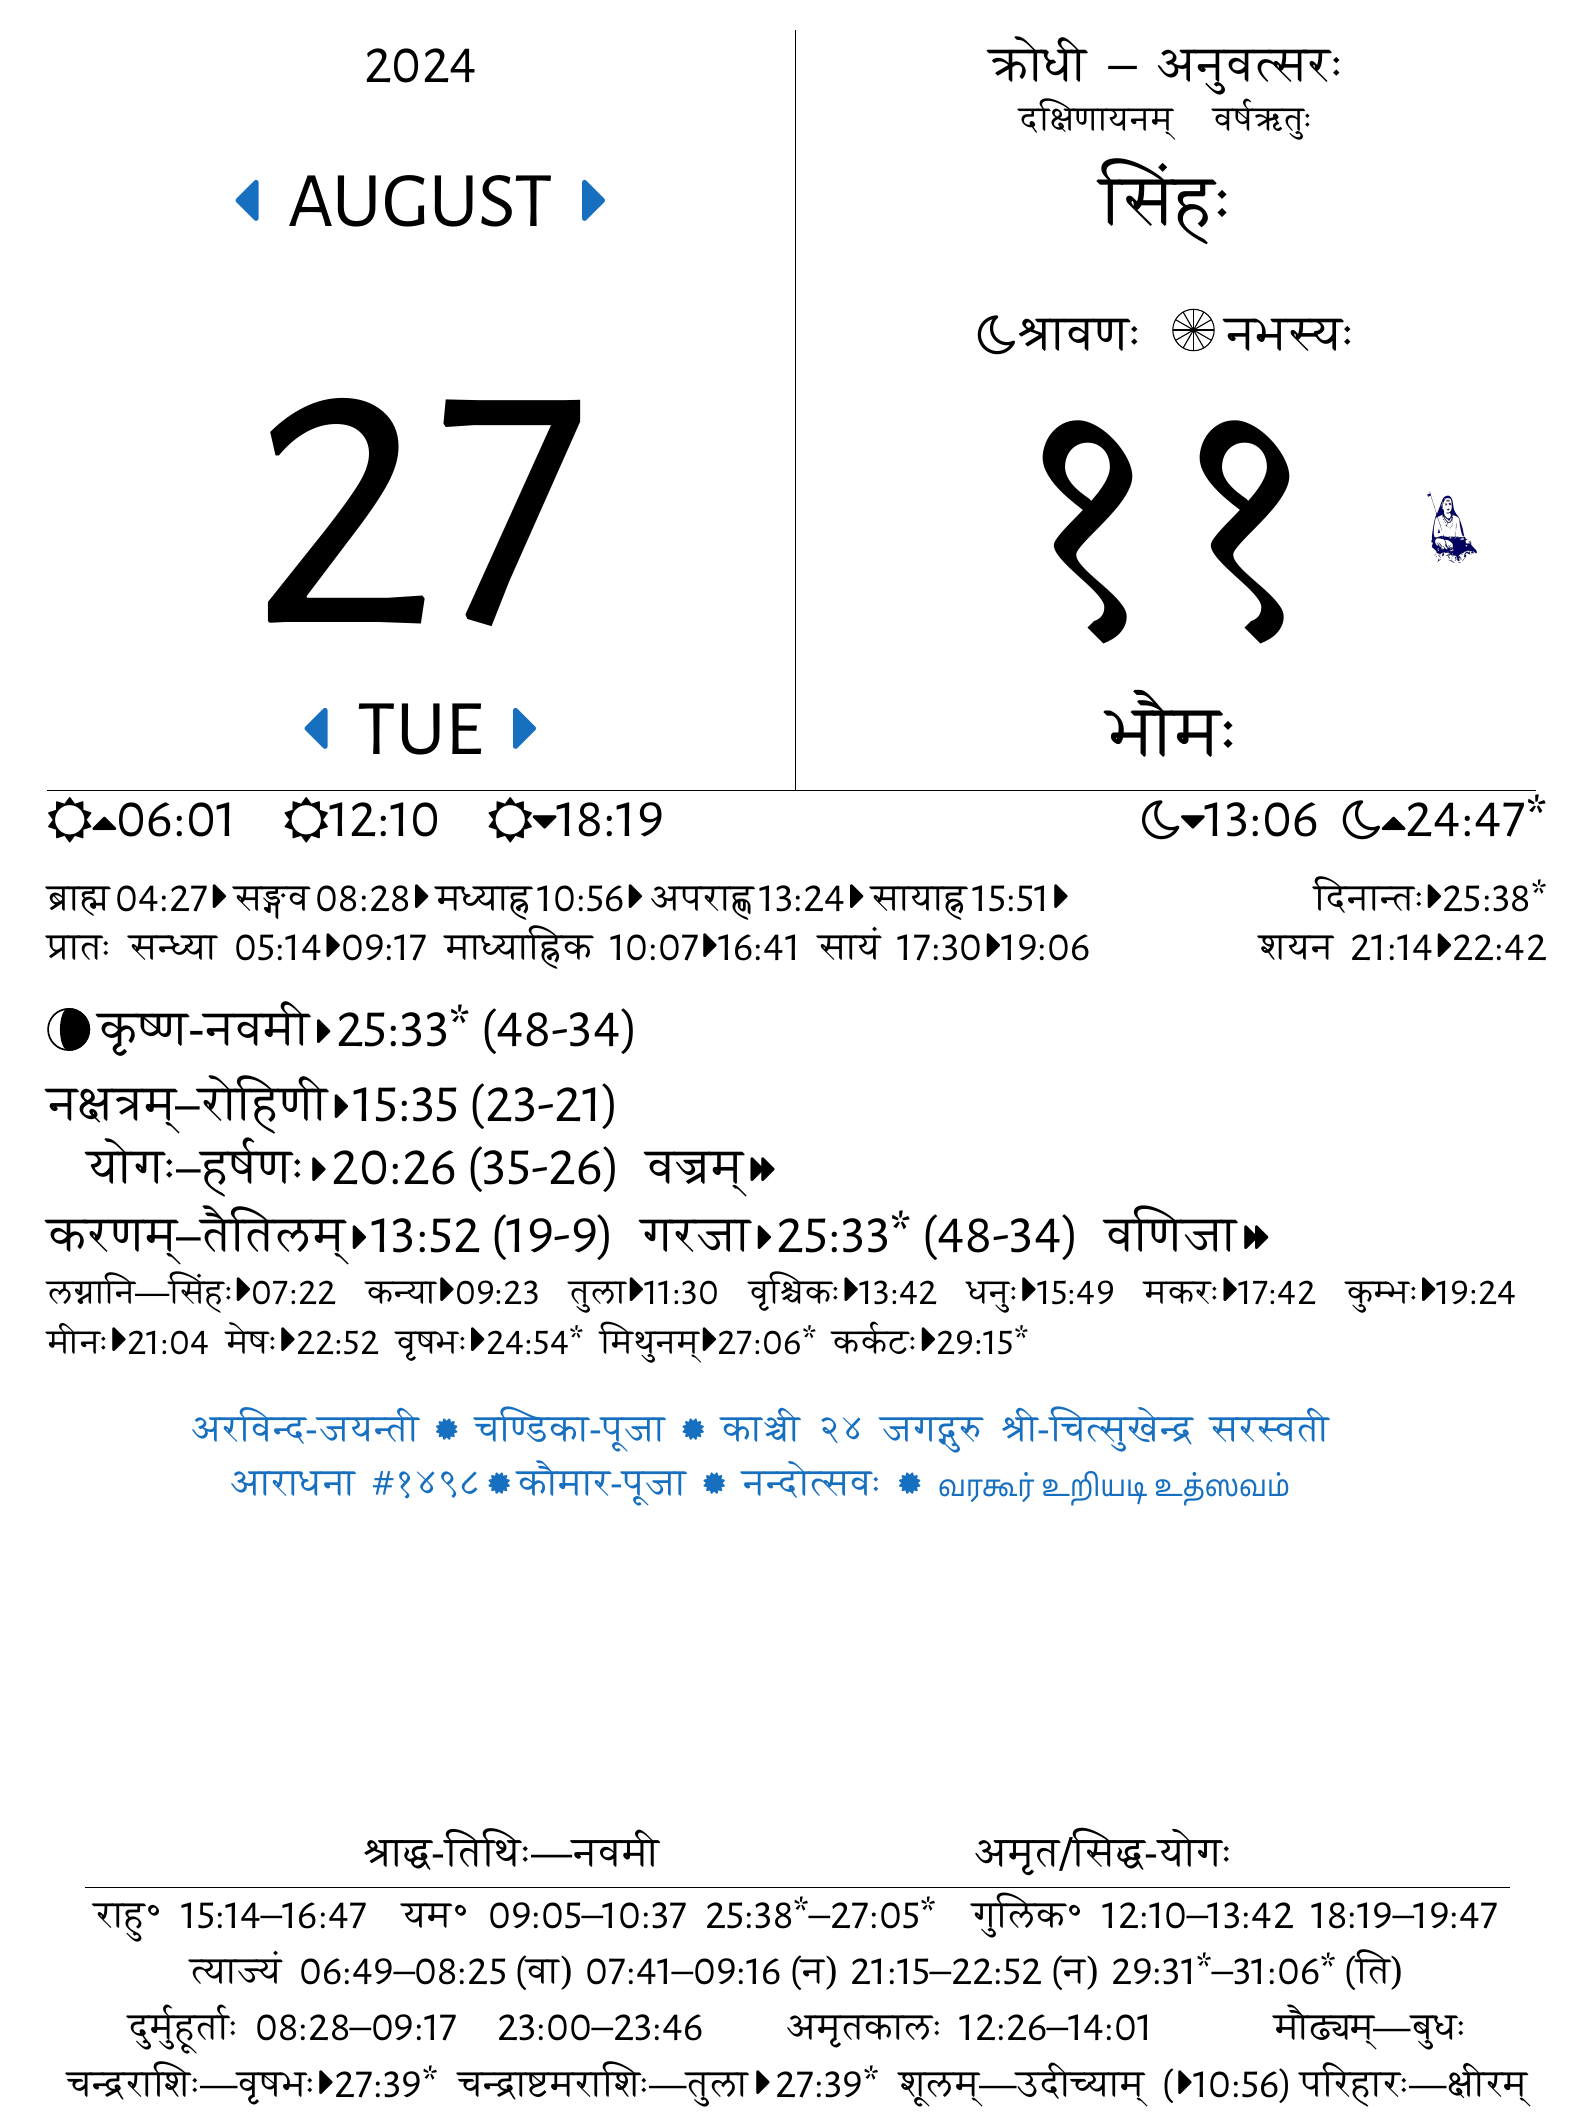 2024
AUGUST
27
TUE
क्रोधी – अनुवत्सरः
दक्षिणायनम् वर्षऋतुः
सिंहः
श्रावणः नभस्यः
११
भौमः
06:01 12:10 18:19 13:06 24:47*
ब्राह्म 04:27 सङ्गव 08:28 मध्याह्न 10:56 अपराह्ण 13:24 सायाह्न 15:51 दिनान्तः 25:38*
प्रातः सन्ध्या 05:14 09:17 माध्याह्निक 10:07 16:41 सायं 17:30 19:06 शयन 21:14 22:42
कृष्ण-नवमी 25:33* (48-34)
नक्षत्रम्–रोहिणी 15:35 (23-21)
योगः–हर्षणः 20:26 (35-26) वज्रम्
करणम्–तैतिलम् 13:52 (19-9) गरजा 25:33* (48-34) वणिजा
लग्नानि—सिंहः 07:22 कन्या 09:23 तुला 11:30 वृश्चिकः 13:42 धनुः 15:49 मकरः 17:42 कुम्भः 19:24
मीनः 21:04 मेषः 22:52 वृषभः 24:54* मिथुनम् 27:06* कर्कटः 29:15*
अरविन्द-जयन्ती चण्डिका-पूजा काञ्ची २४ जगद्गुरु श्री-चित्सुखेन्द्र सरस्वती
आराधना #१४९८ कौमार-पूजा नन्दोत्सवः வரகூர் உறியடி உத்ஸவம்
श्राद्ध-तिथिः—नवमी अमृत/सिद्ध-योगः
राहु॰ 15:14–16:47 यम॰ 09:05–10:37 25:38*–27:05* गुलिक॰ 12:10–13:42 18:19–19:47
त्याज्यं 06:49–08:25 (वा) 07:41–09:16 (न) 21:15–22:52 (न) 29:31*–31:06* (ति)
दुर्मुहूर्ताः 08:28–09:17 23:00–23:46 अमृतकालः 12:26–14:01 मौढ्यम्—बुधः
चन्द्रराशिः—वृषभः 27:39* चन्द्राष्टमराशिः—तुला 27:39* शूलम्—उदीच्याम् (10:56) परिहारः—क्षीरम्